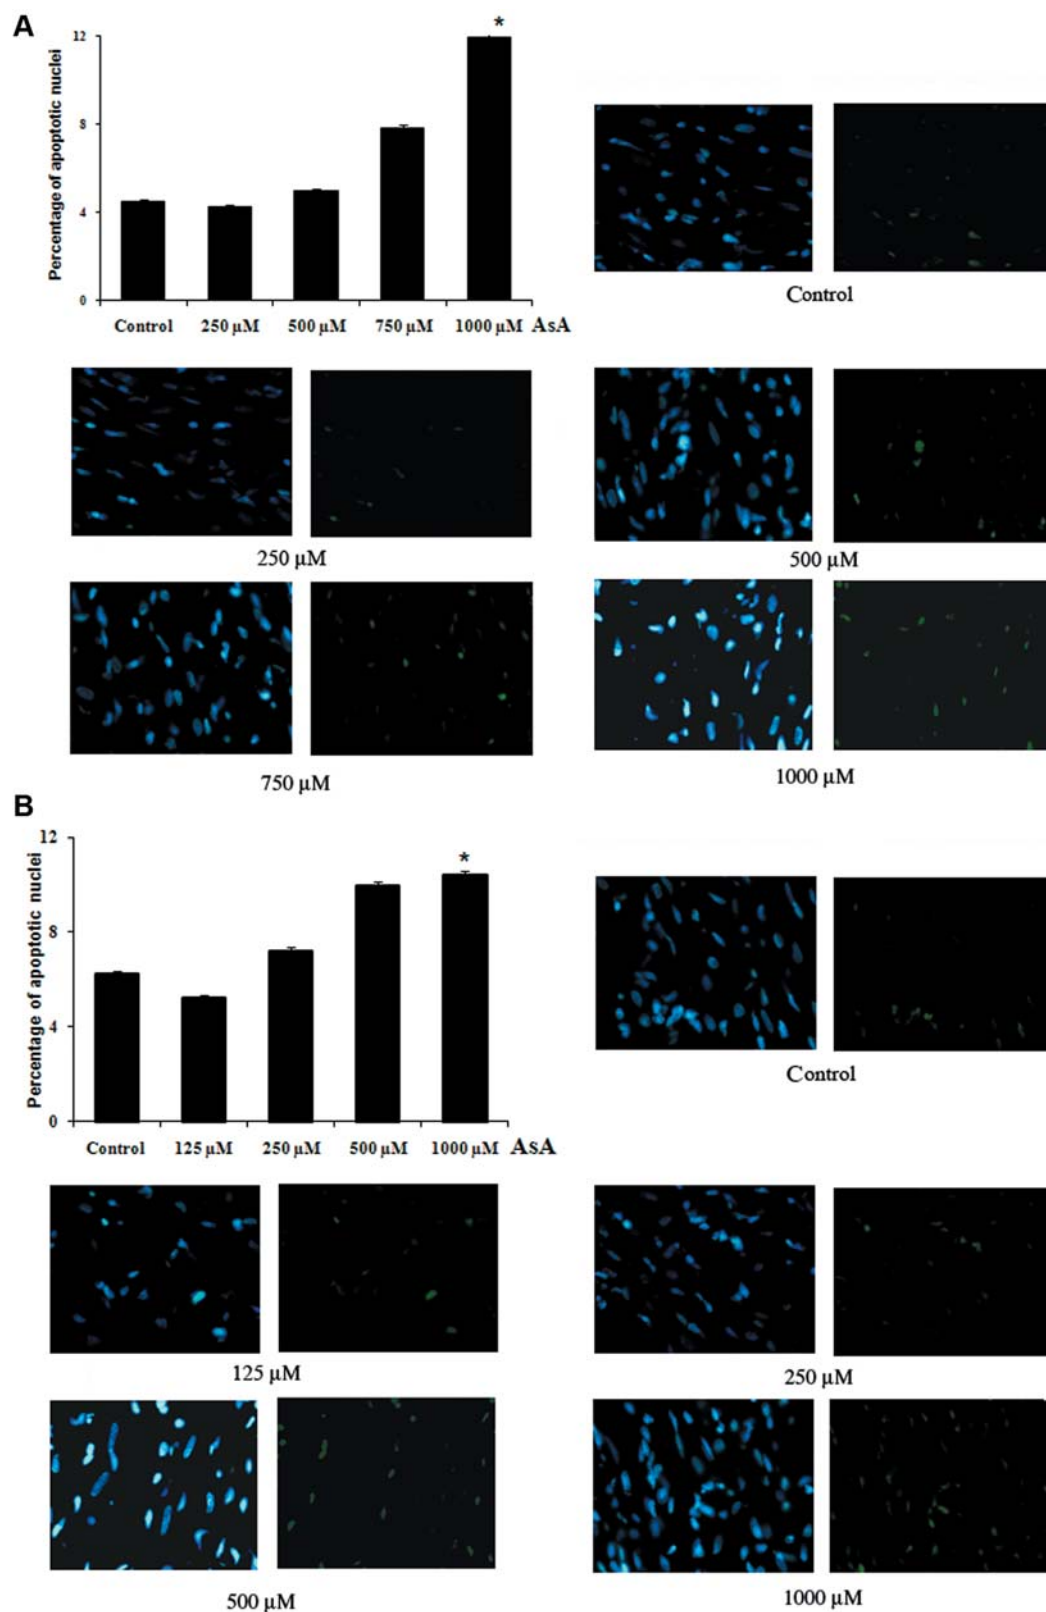 A
*
Percentage of apoptotic nuclei
12
8
4
0
Control 250 µM 500 µM 750 µM 1000 µM AsA
Control
250 µM
500 µM
750 µM
1000 µM
B
*
Percentage of apoptotic nuclei
12
8
4
0
Control 125 µM 250 µM 500 µM 1000 µM AsA
Control
125 µM
250 µM
500 µM
1000 µM